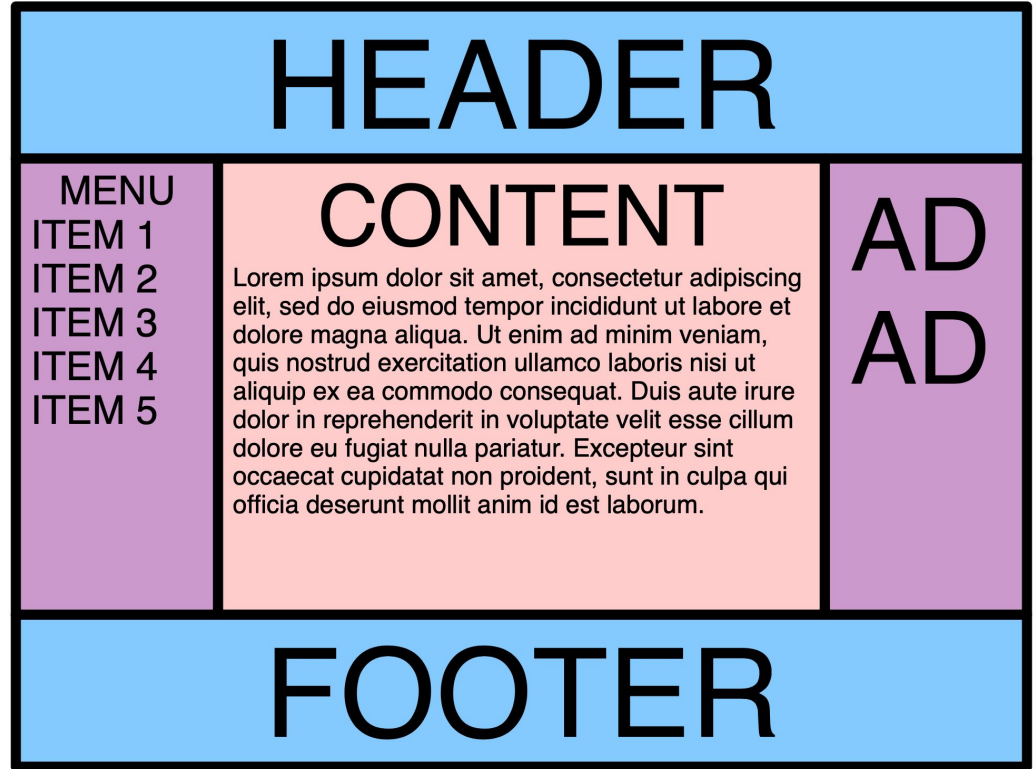 HEADER
MENU
ITEM 1
ITEM 2
ITEM 3
ITEM 4
ITEM 5
CONTENT
Lorem ipsum dolor sit amet, consectetur adipiscing
elit, sed do eiusmod tempor incididunt ut labore et
dolore magna aliqua. Ut enim ad minim veniam,
quis nostrud exercitation ullamco laboris nisi ut
aliquip ex ea commodo consequat. Duis aute irure
dolor in reprehenderit in voluptate velit esse cillum
dolore eu fugiat nulla pariatur. Excepteur sint
occaecat cupidatat non proident, sunt in culpa qui
officia deserunt mollit anim id est laborum.
AD
AD
FOOTER